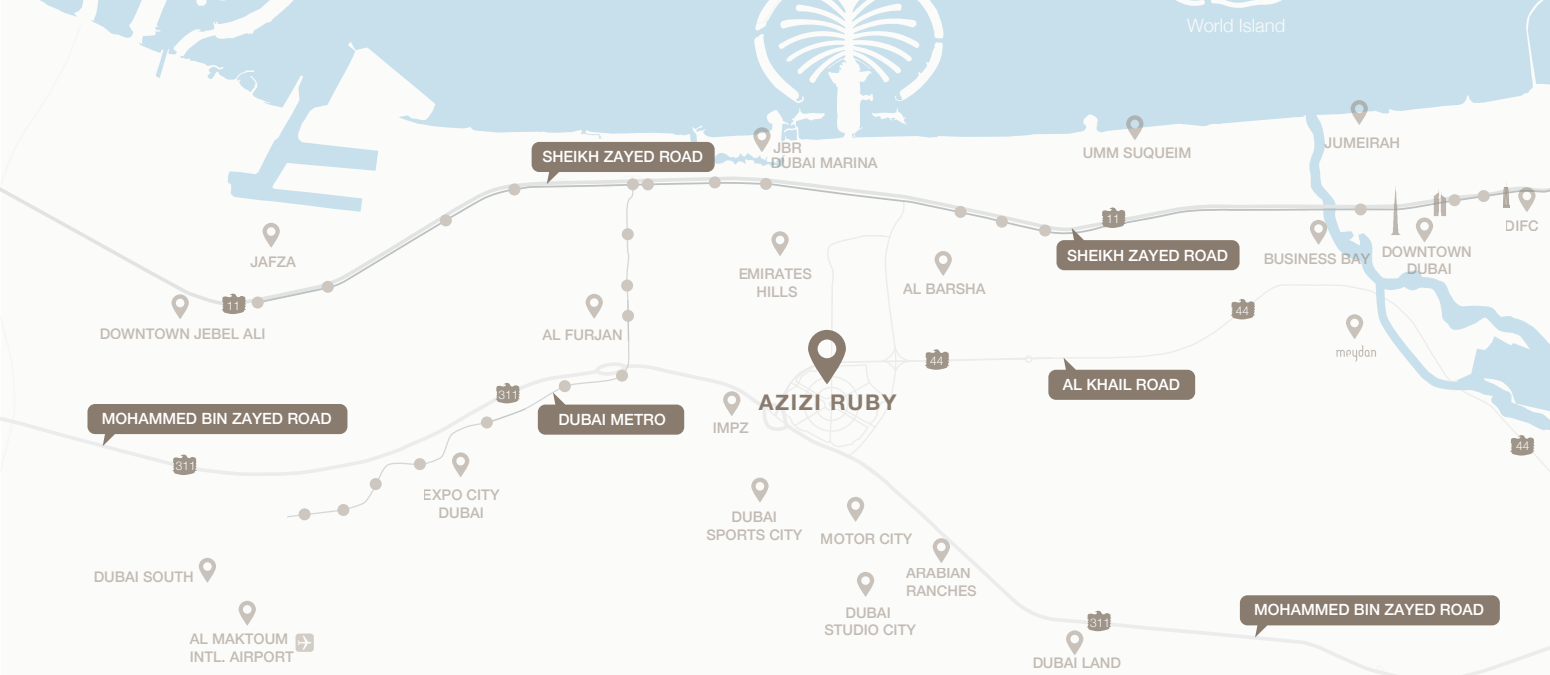 World Island
JUMEIRAH
UMM SUQUEIM
JBR
DUBAI MARINA
SHEIKH ZAYED ROAD
11
DIFC
JAFZA
EMIRATES
HILLS
AL BARSHA
SHEIKH ZAYED ROAD
BUSINESS BAY
DOWNTOWN
DUBAI
11
DOWNTOWN JEBEL ALI
AL FURJAN
44
meydan
44
AL KHAIL ROAD
311
AZIZI RUBY
MOHAMMED BIN ZAYED ROAD
DUBAI METRO
IMPZ
44
311
EXPO CITY
DUBAI
DUBAI
SPORTS CITY
MOTOR CITY
ARABIAN
RANCHES
DUBAI SOUTH
DUBAI
STUDIO CITY
MOHAMMED BIN ZAYED ROAD
311
AL MAKTOUM
INTL. AIRPORT
DUBAI LAND